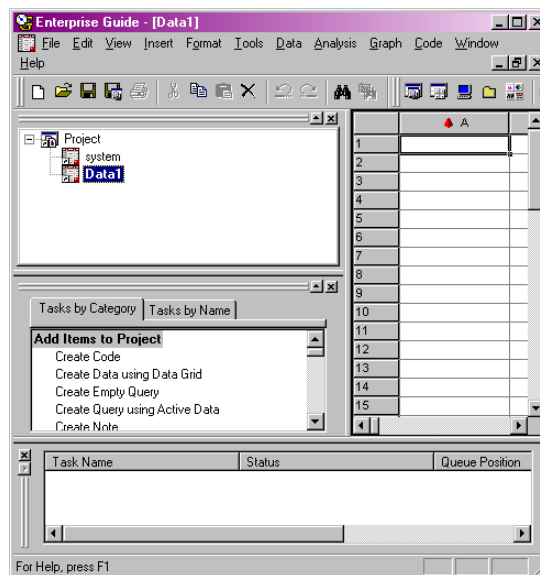 Enterprise Guide - [Data1]
File Edit View Insert Format Tools Data Analysis Graph Code Window
Help
Project
system
Data1
A
1
2
3
4
5
6
7
8
9
10
11
12
13
14
15
Tasks by Category Tasks by Name
Add Items to Project
Create Code
Create Data using Data Grid
Create Empty Query
Create Query using Active Data
Create Note
Task Name Status Queue Position
For Help, press F1